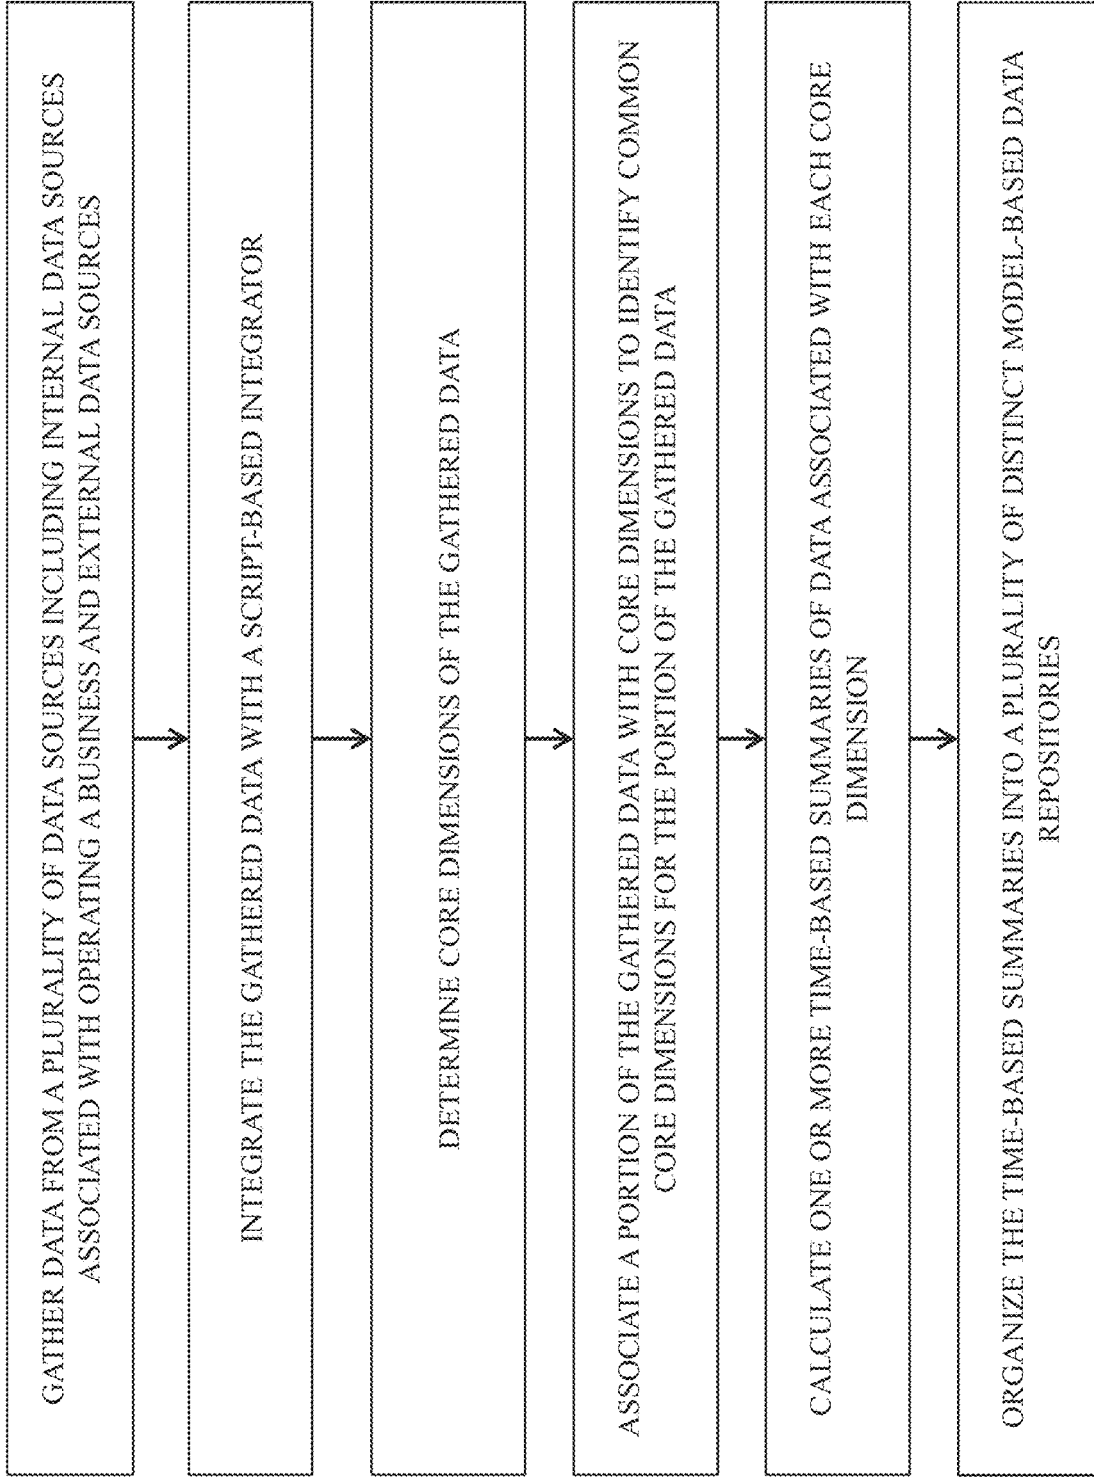 GATHER DATA FROM A PLURALITY OF DATA SOURCES INCLUDING INTERNAL DATA SOURCES
ASSOCIATED WITH OPERATING A BUSINESS AND EXTERNAL DATA SOURCES
INTEGRATE THE GATHERED DATA WITH A SCRIPT-BASED INTEGRATOR
DETERMINE CORE DIMENSIONS OF THE GATHERED DATA
ASSOCIATE A PORTION OF THE GATHERED DATA WITH CORE DIMENSIONS TO IDENTIFY COMMON
CORE DIMENSIONS FOR THE PORTION OF THE GATHERED DATA
CALCULATE ONE OR MORE TIME-BASED SUMMARIES OF DATA ASSOCIATED WITH EACH CORE
DIMENSION
ORGANIZE THE TIME-BASED SUMMARIES INTO A PLURALITY OF DISTINCT MODEL-BASED DATA
REPOSITORIES